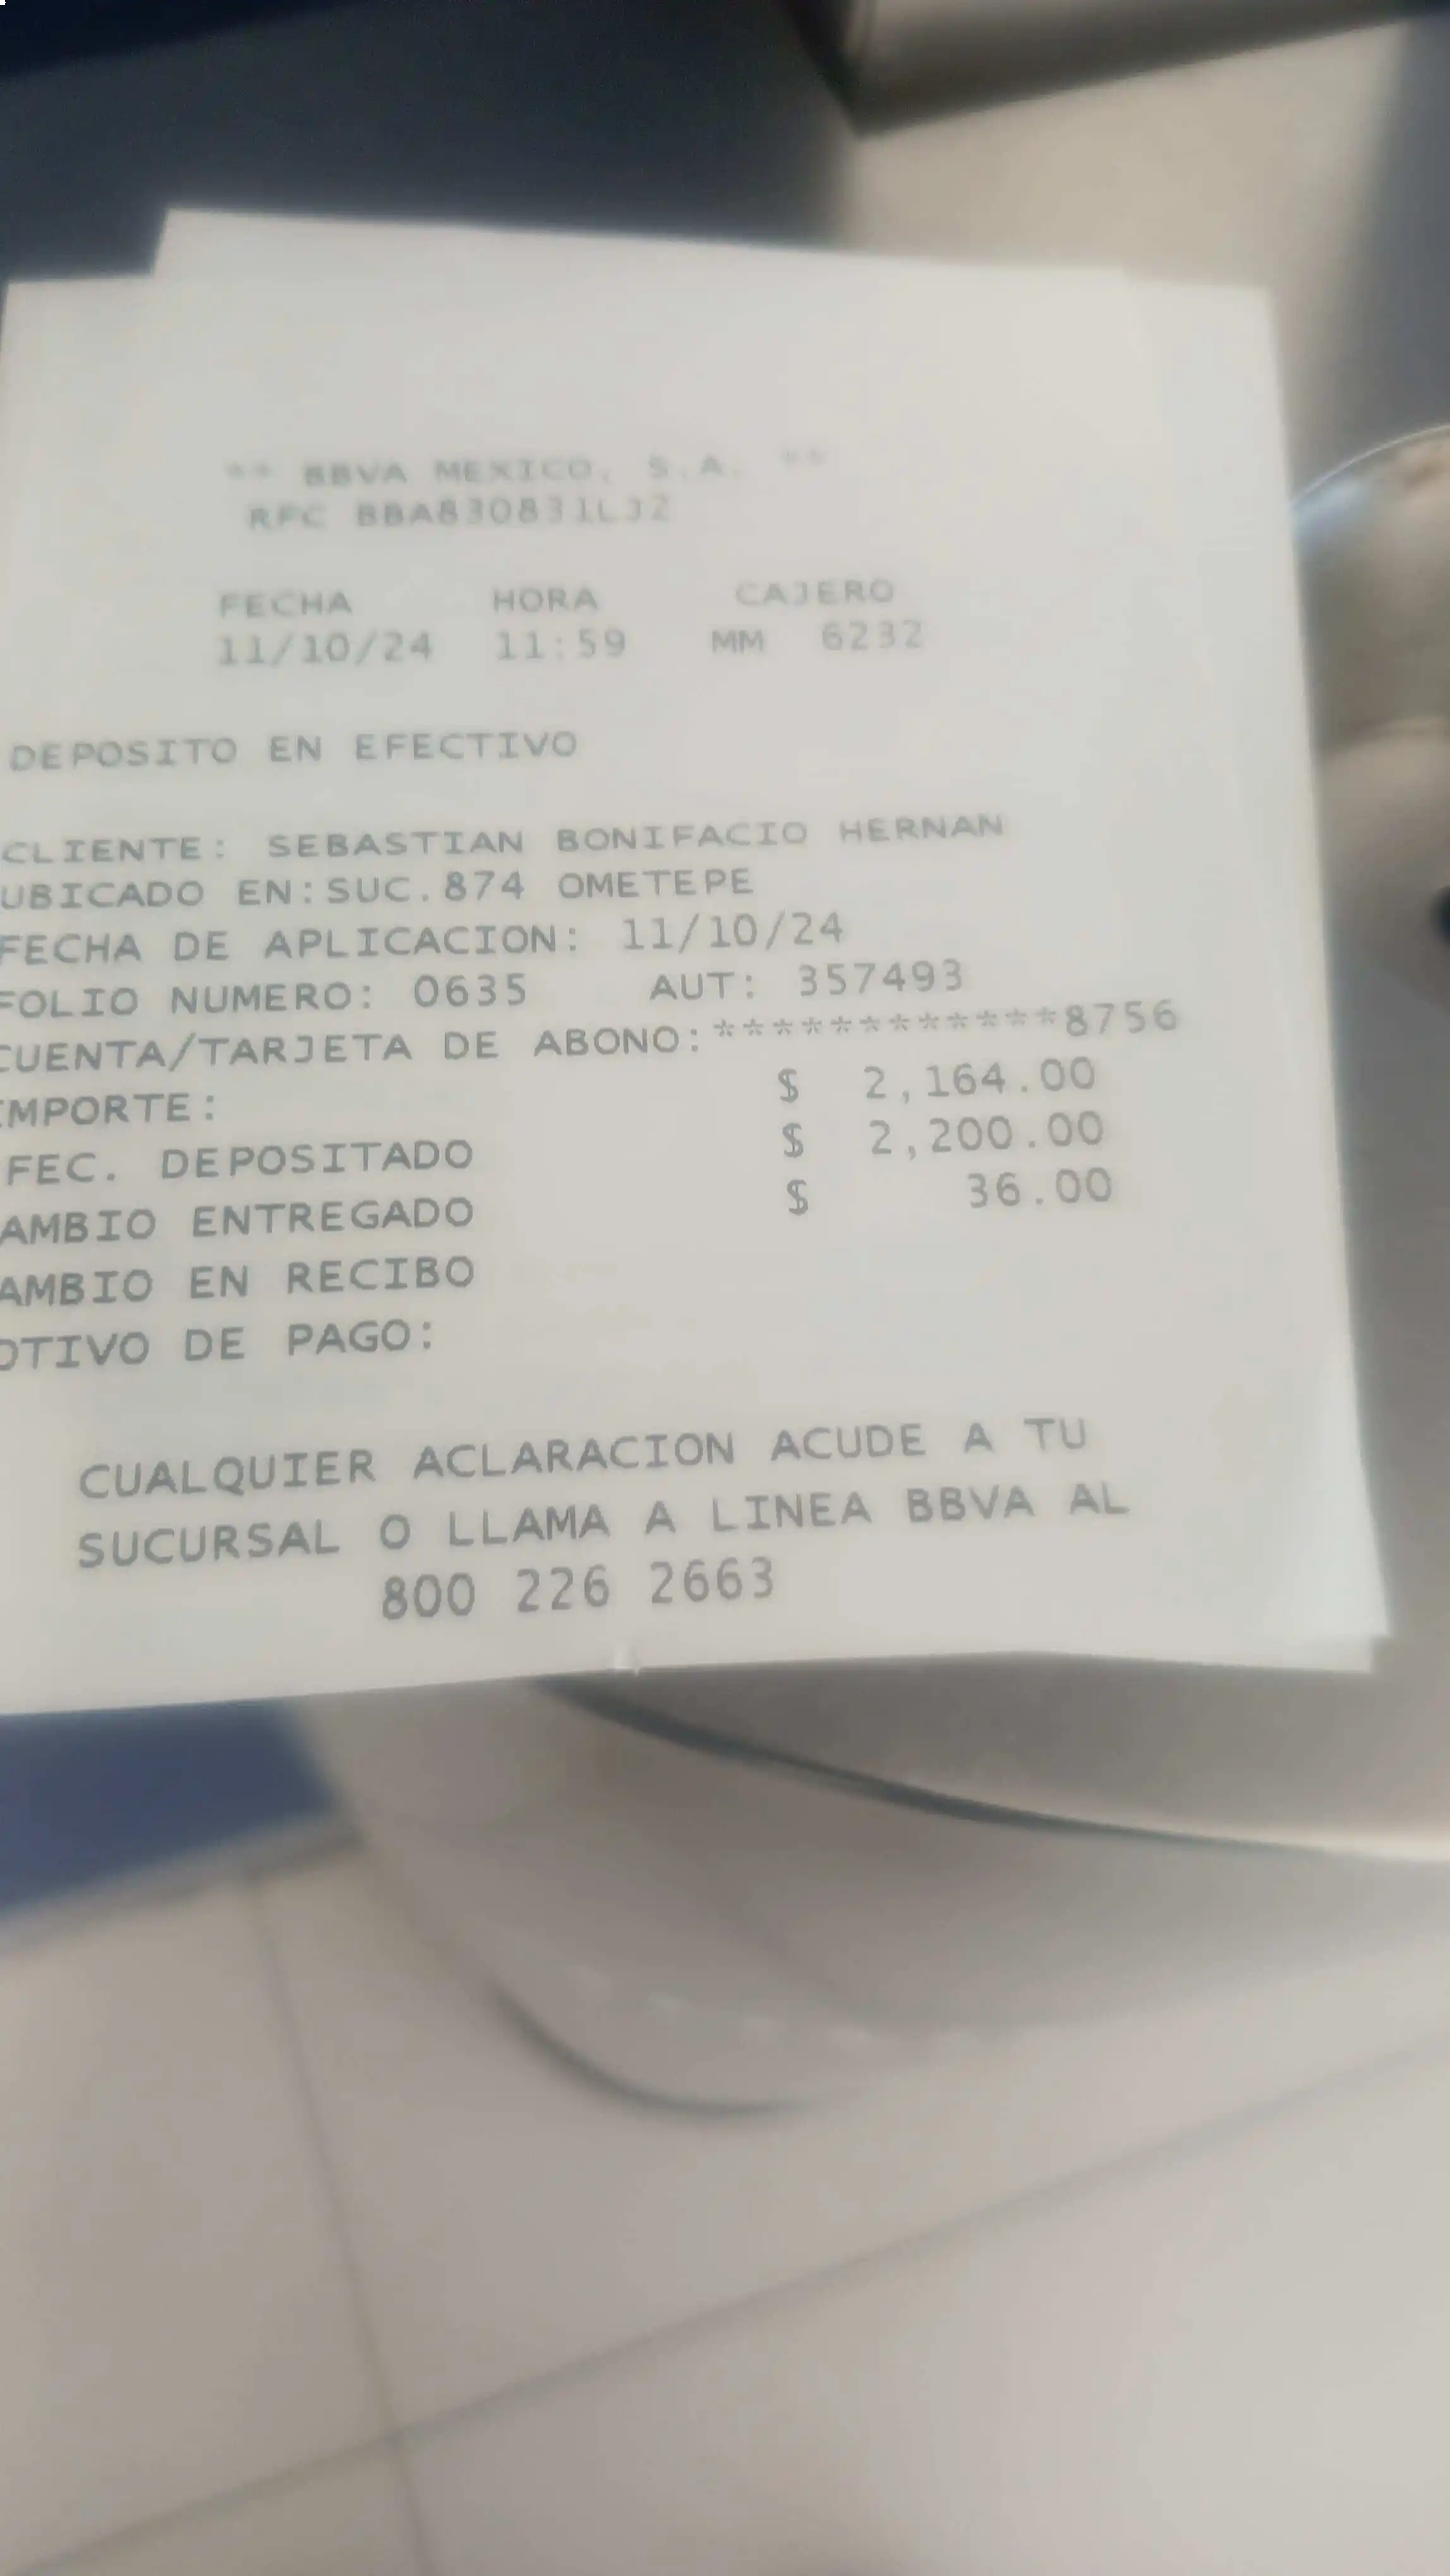 ** BBVA MEXICO, S.A. **
RFC BBA830831LJ2
FECHA HORA CAJERO
11/10/24 11:59 MM 6232
DEPOSITO EN EFECTIVO
CLIENTE: SEBASTIAN BONIFACIO HERNAN
UBICADO EN:SUC.874 OMETEPE
FECHA DE APLICACION: 11/10/24
FOLIO NUMERO: 0635 AUT: 357493
CUENTA/TARJETA DE ABONO:************8756
IMPORTE: $ 2,164.00
FEC. DEPOSITADO $ 2,200.00
AMBIO ENTREGADO $ 36.00
AMBIO EN RECIBO
OTIVO DE PAGO:
CUALQUIER ACLARACION ACUDE A TU
SUCURSAL O LLAMA A LINEA BBVA AL
800 226 2663